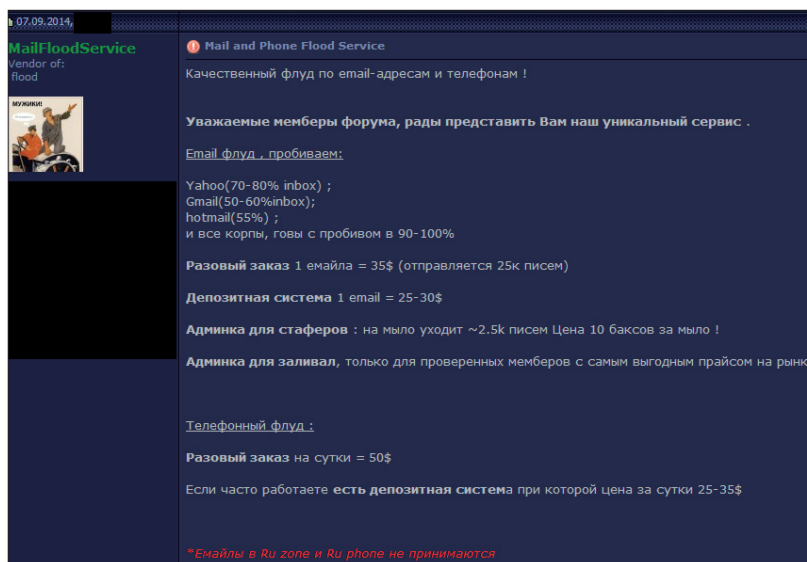 07.09.2014,
MailFloodService
Vendor of:
flood
МУЖИКИ!
Mail and Phone Flood Service
Качественный флуд по email-адресам и телефонам !
Уважаемые мемберы форума, рады представить Вам наш уникальный сервис .
Email флуд , пробиваем:
Yahoo(70-80% inbox) ;
Gmail(50-60%inbox);
hotmail(55%) ;
и все корпы, говы с пробивом в 90-100%
Разовый заказ 1 емайла = 35$ (отправляется 25к писем)
Депозитная система 1 email = 25-30$
Админка для стаферов : на мыло уходит ~2.5k писем Цена 10 баксов за мыло !
Админка для заливал, только для проверенных мемберов с самым выгодным прайсом на рынк
Телефонный флуд :
Разовый заказ на сутки = 50$
Если часто работаете есть депозитная система при которой цена за сутки 25-35$
*Емайлы в Ru zone и Ru phone не принимаются